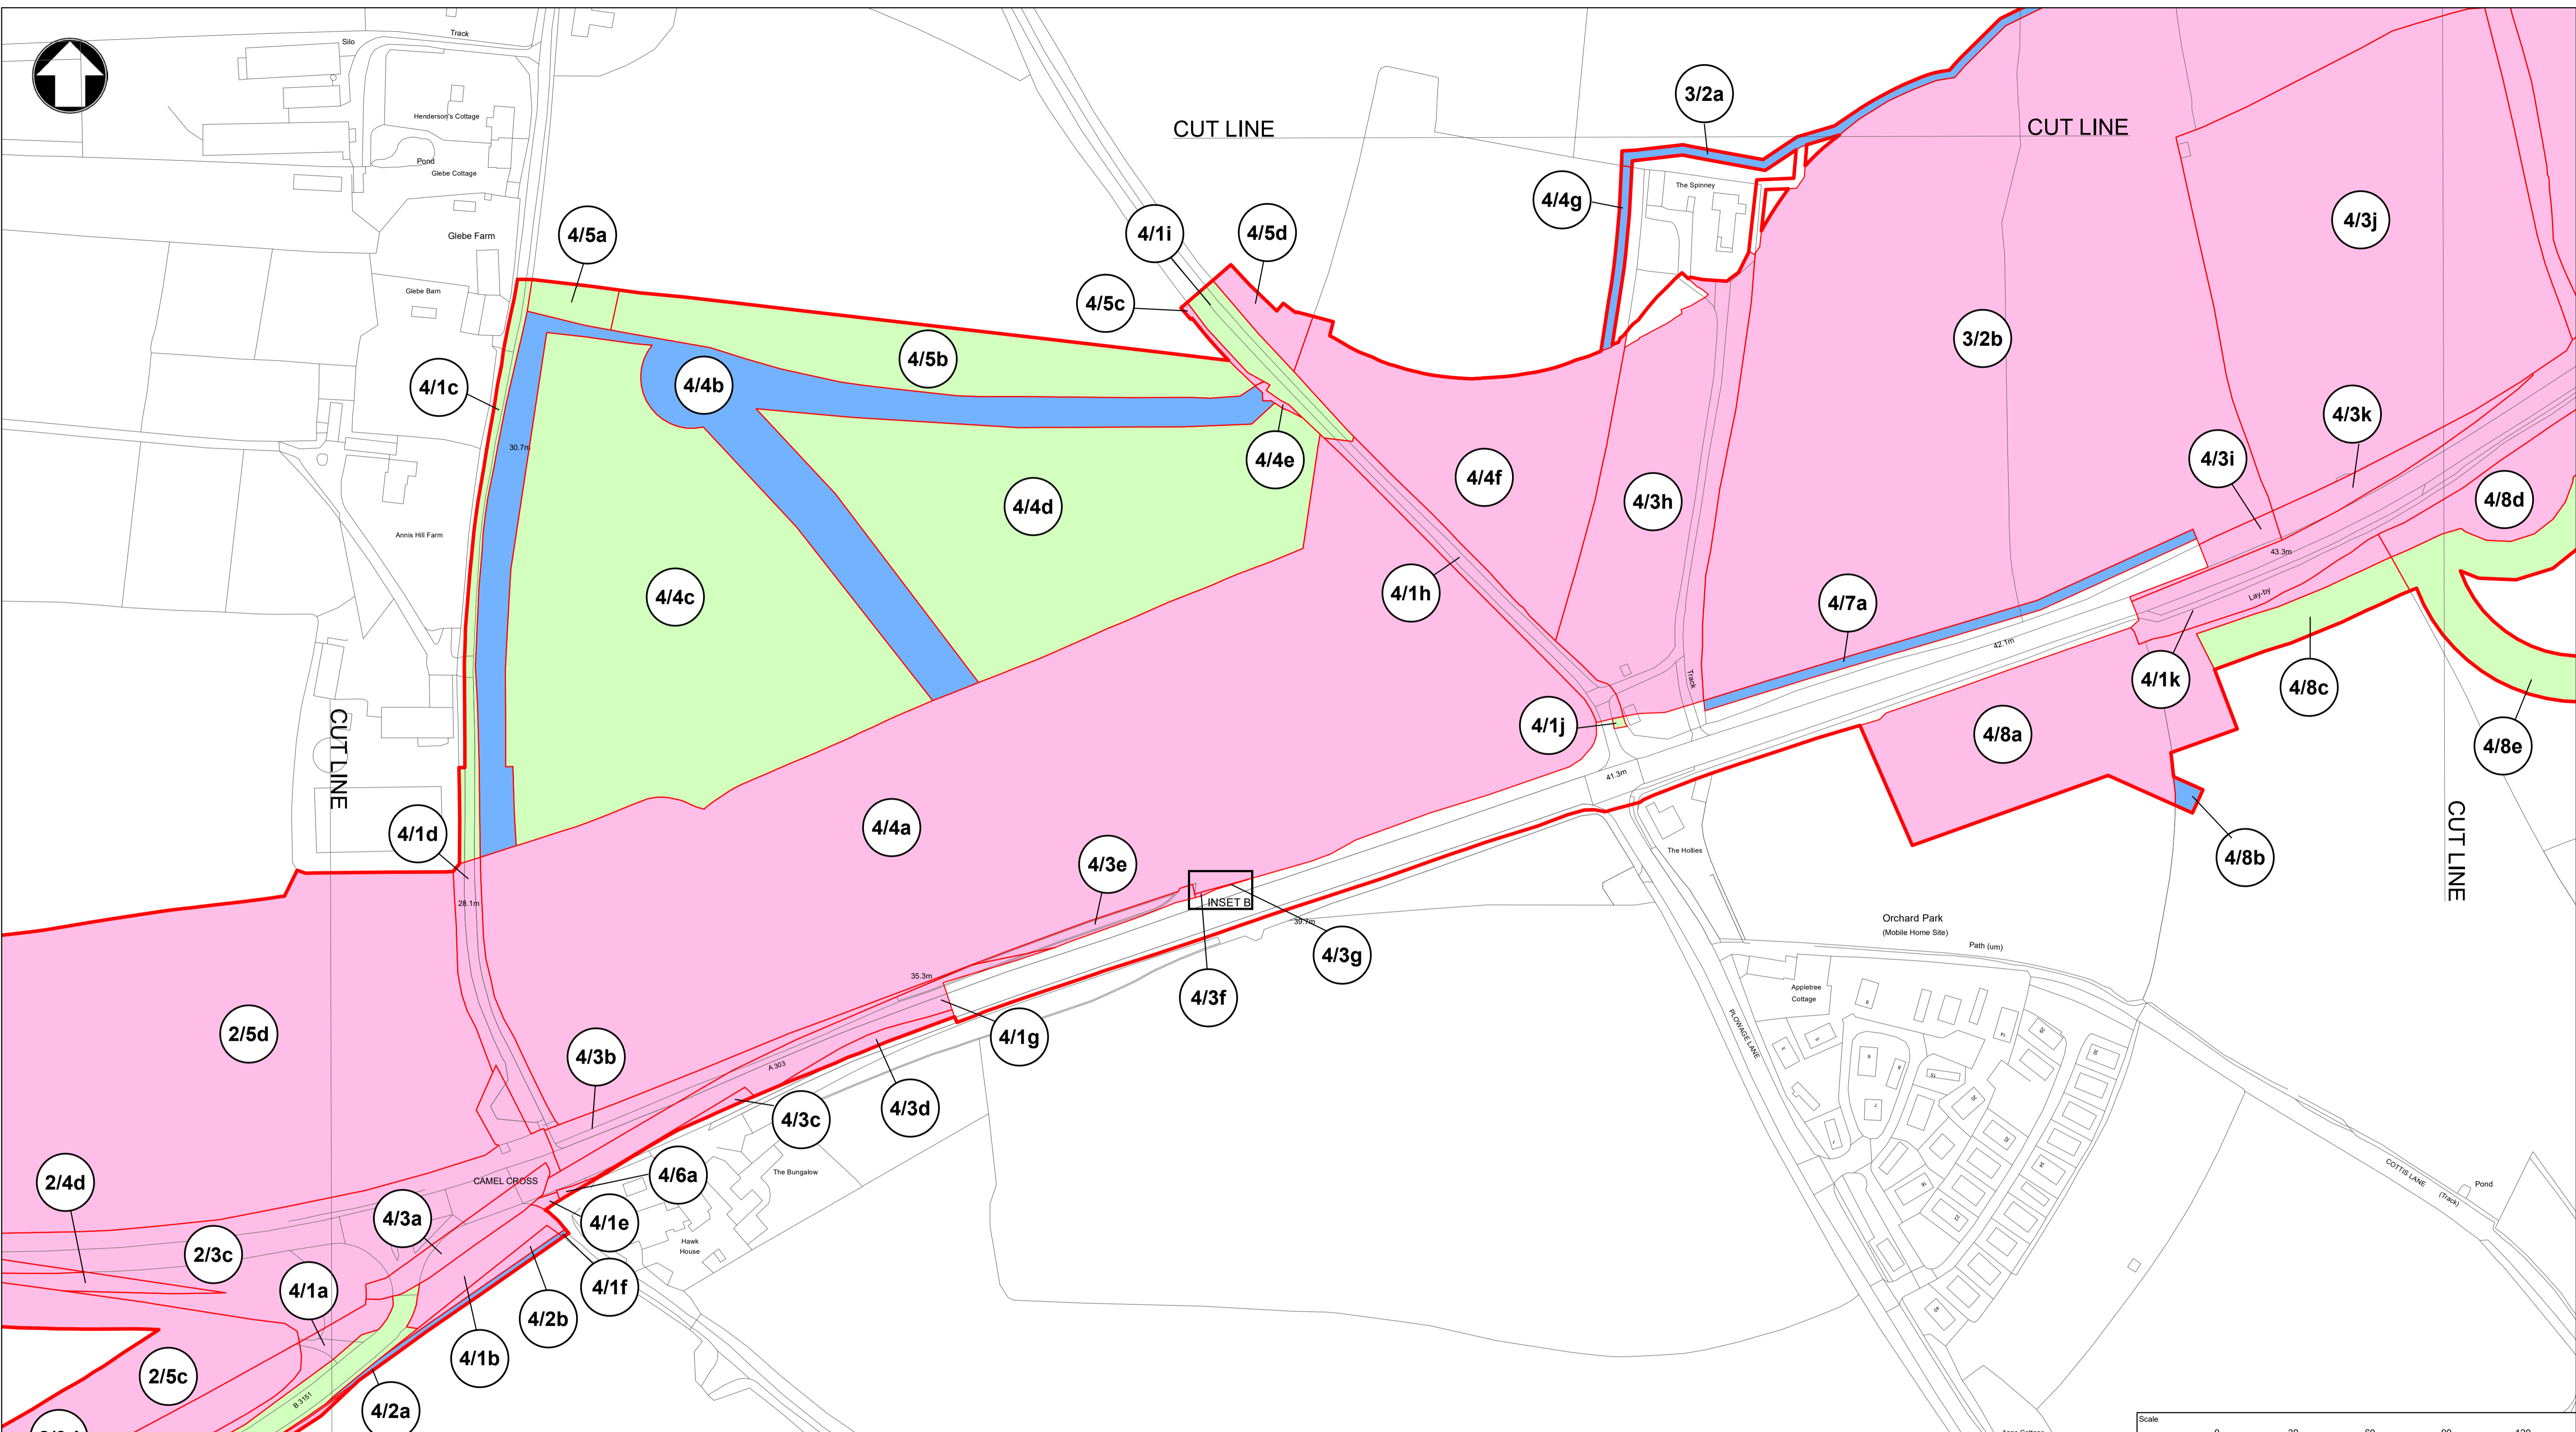 Track
Silo
Henderson's Cottage
Pond
Glebe Cottage
Glebe Farm
Glebe Barn
Annis Hill Farm
CUT LINE
CUT LINE
3/2a
4/4g
The Spinney
4/3j
4/5a
4/1i
4/5d
4/5c
3/2b
4/5b
4/4b
4/1c
30.7m
4/4e
4/4d
4/4f
4/3h
4/3k
4/3i
4/8d
43.3m
4/4c
4/1h
4/7a
Lay-by
42.1m
Track
4/1k
4/8c
4/1j
4/8a
4/8e
CUT LINE
41.3m
4/1d
4/4a
The Hollies
4/8b
CUT LINE
4/3e
28.1m
INSET B
39.7m
Orchard Park
(Mobile Home Site)
Path (um)
4/3g
35.3m
4/3f
Appletree
Cottage
2/5d
4/1g
PLOWAGE LANE
4/3b
A 303
4/3c
4/3d
The Bungalow
4/6a
2/4d
CAMEL CROSS
4/3a
4/1e
COTTIS LANE
(Track)
Pond
Hawk
House
2/3c
4/1a
4/1f
4/2b
4/1b
2/5c
B 3151
4/2a
Scale
0 30 60 90 120